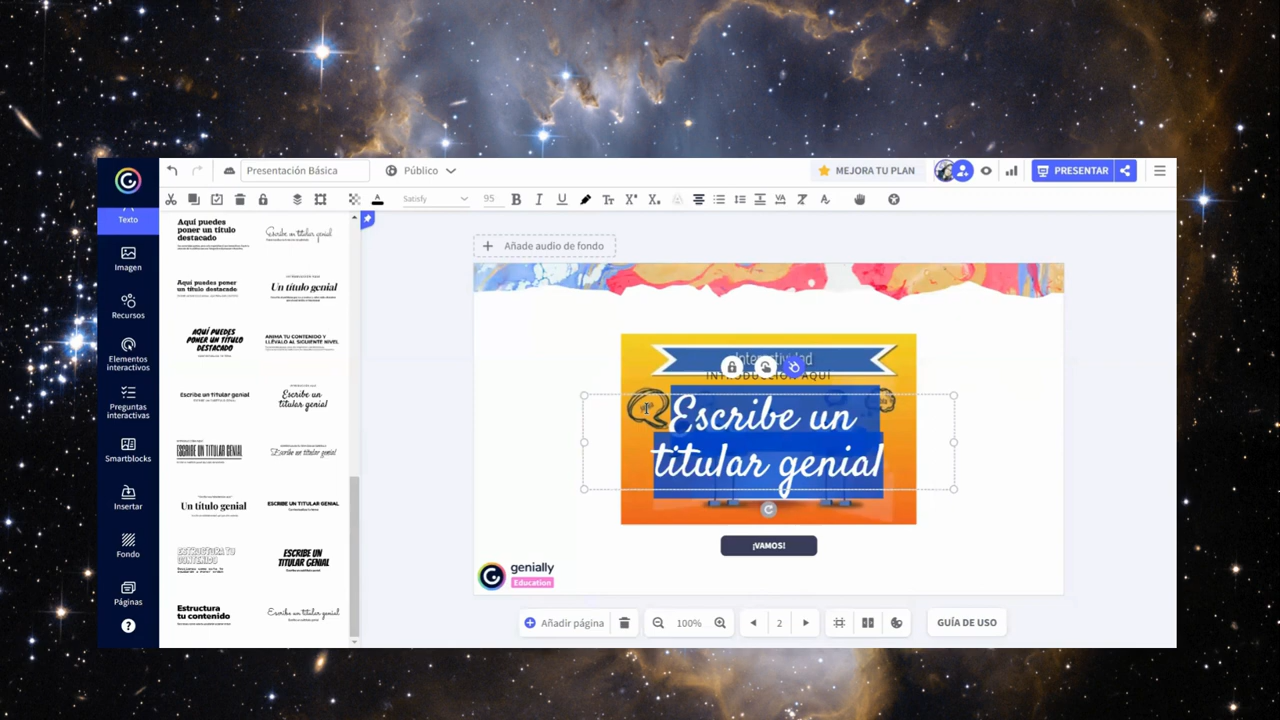 Presentación Básica
Público
MEJORA TU PLAN
PRESENTAR
Satisfy
95
Texto
Imagen
Recursos
Elementos
interactivos
Preguntas
interactivas
Smartblocks
Insertar
Fondo
Páginas
?
Aquí puedes
poner un título
destacado
Escribe un titular genial
Aquí puedes poner
un título destacado
Un título genial
AQUÍ PUEDES
PONER UN TÍTULO
DESTACADO
ANIMA TU CONTENIDO Y
LLÉVALO AL SIGUIENTE NIVEL
Escribe un titular genial
Escribe un
titular genial
ESCRIBE UN TITULAR GENIAL
Escribe un titular genial
Un título genial
ESCRIBE UN TITULAR GENIAL
ESTRUCTURA TU
CONTENIDO
ESCRIBE UN
TITULAR GENIAL
Estructura
tu contenido
Escribe un titular genial
Añade audio de fondo
Interactividad
INTRODUCCIÓN AQUÍ
Escribe un
titular genial
¡VAMOS!
genially
Education
Añadir página
100%
2
GUÍA DE USO